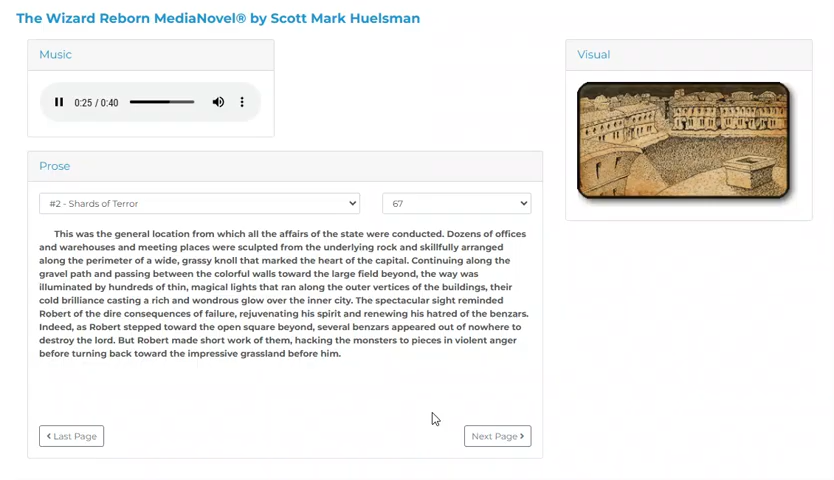 The Wizard Reborn MediaNovel® by Scott Mark Huelsman
Music
0:25 / 0:40
Visual
Prose
#2 - Shards of Terror
67
This was the general location from which all the affairs of the state were conducted. Dozens of offices
and warehouses and meeting places were sculpted from the underlying rock and skillfully arranged
along the perimeter of a wide, grassy knoll that marked the heart of the capital. Continuing along the
gravel path and passing between the colorful walls toward the large field beyond, the way was
illuminated by hundreds of thin, magical lights that ran along the outer vertices of the buildings, their
cold brilliance casting a rich and wondrous glow over the inner city. The spectacular sight reminded
Robert of the dire consequences of failure, rejuvenating his spirit and renewing his hatred of the benzars.
Indeed, as Robert stepped toward the open square beyond, several benzars appeared out of nowhere to
destroy the lord. But Robert made short work of them, hacking the monsters to pieces in violent anger
before turning back toward the impressive grassland before him.
Last Page
Next Page